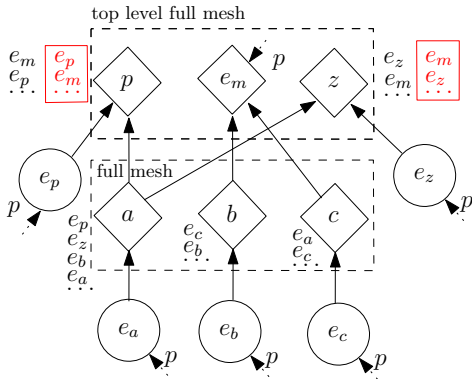 top level full mesh
e_m e_p p e_m z e_z e_m
e_p e_m e_m e_z
... ... ... ...
p
e_p e_z
full mesh
p p
a b c
e_p e_c e_a
e_z e_b e_c
e_b ... ...
e_a
...
e_a e_b e_c
p p p